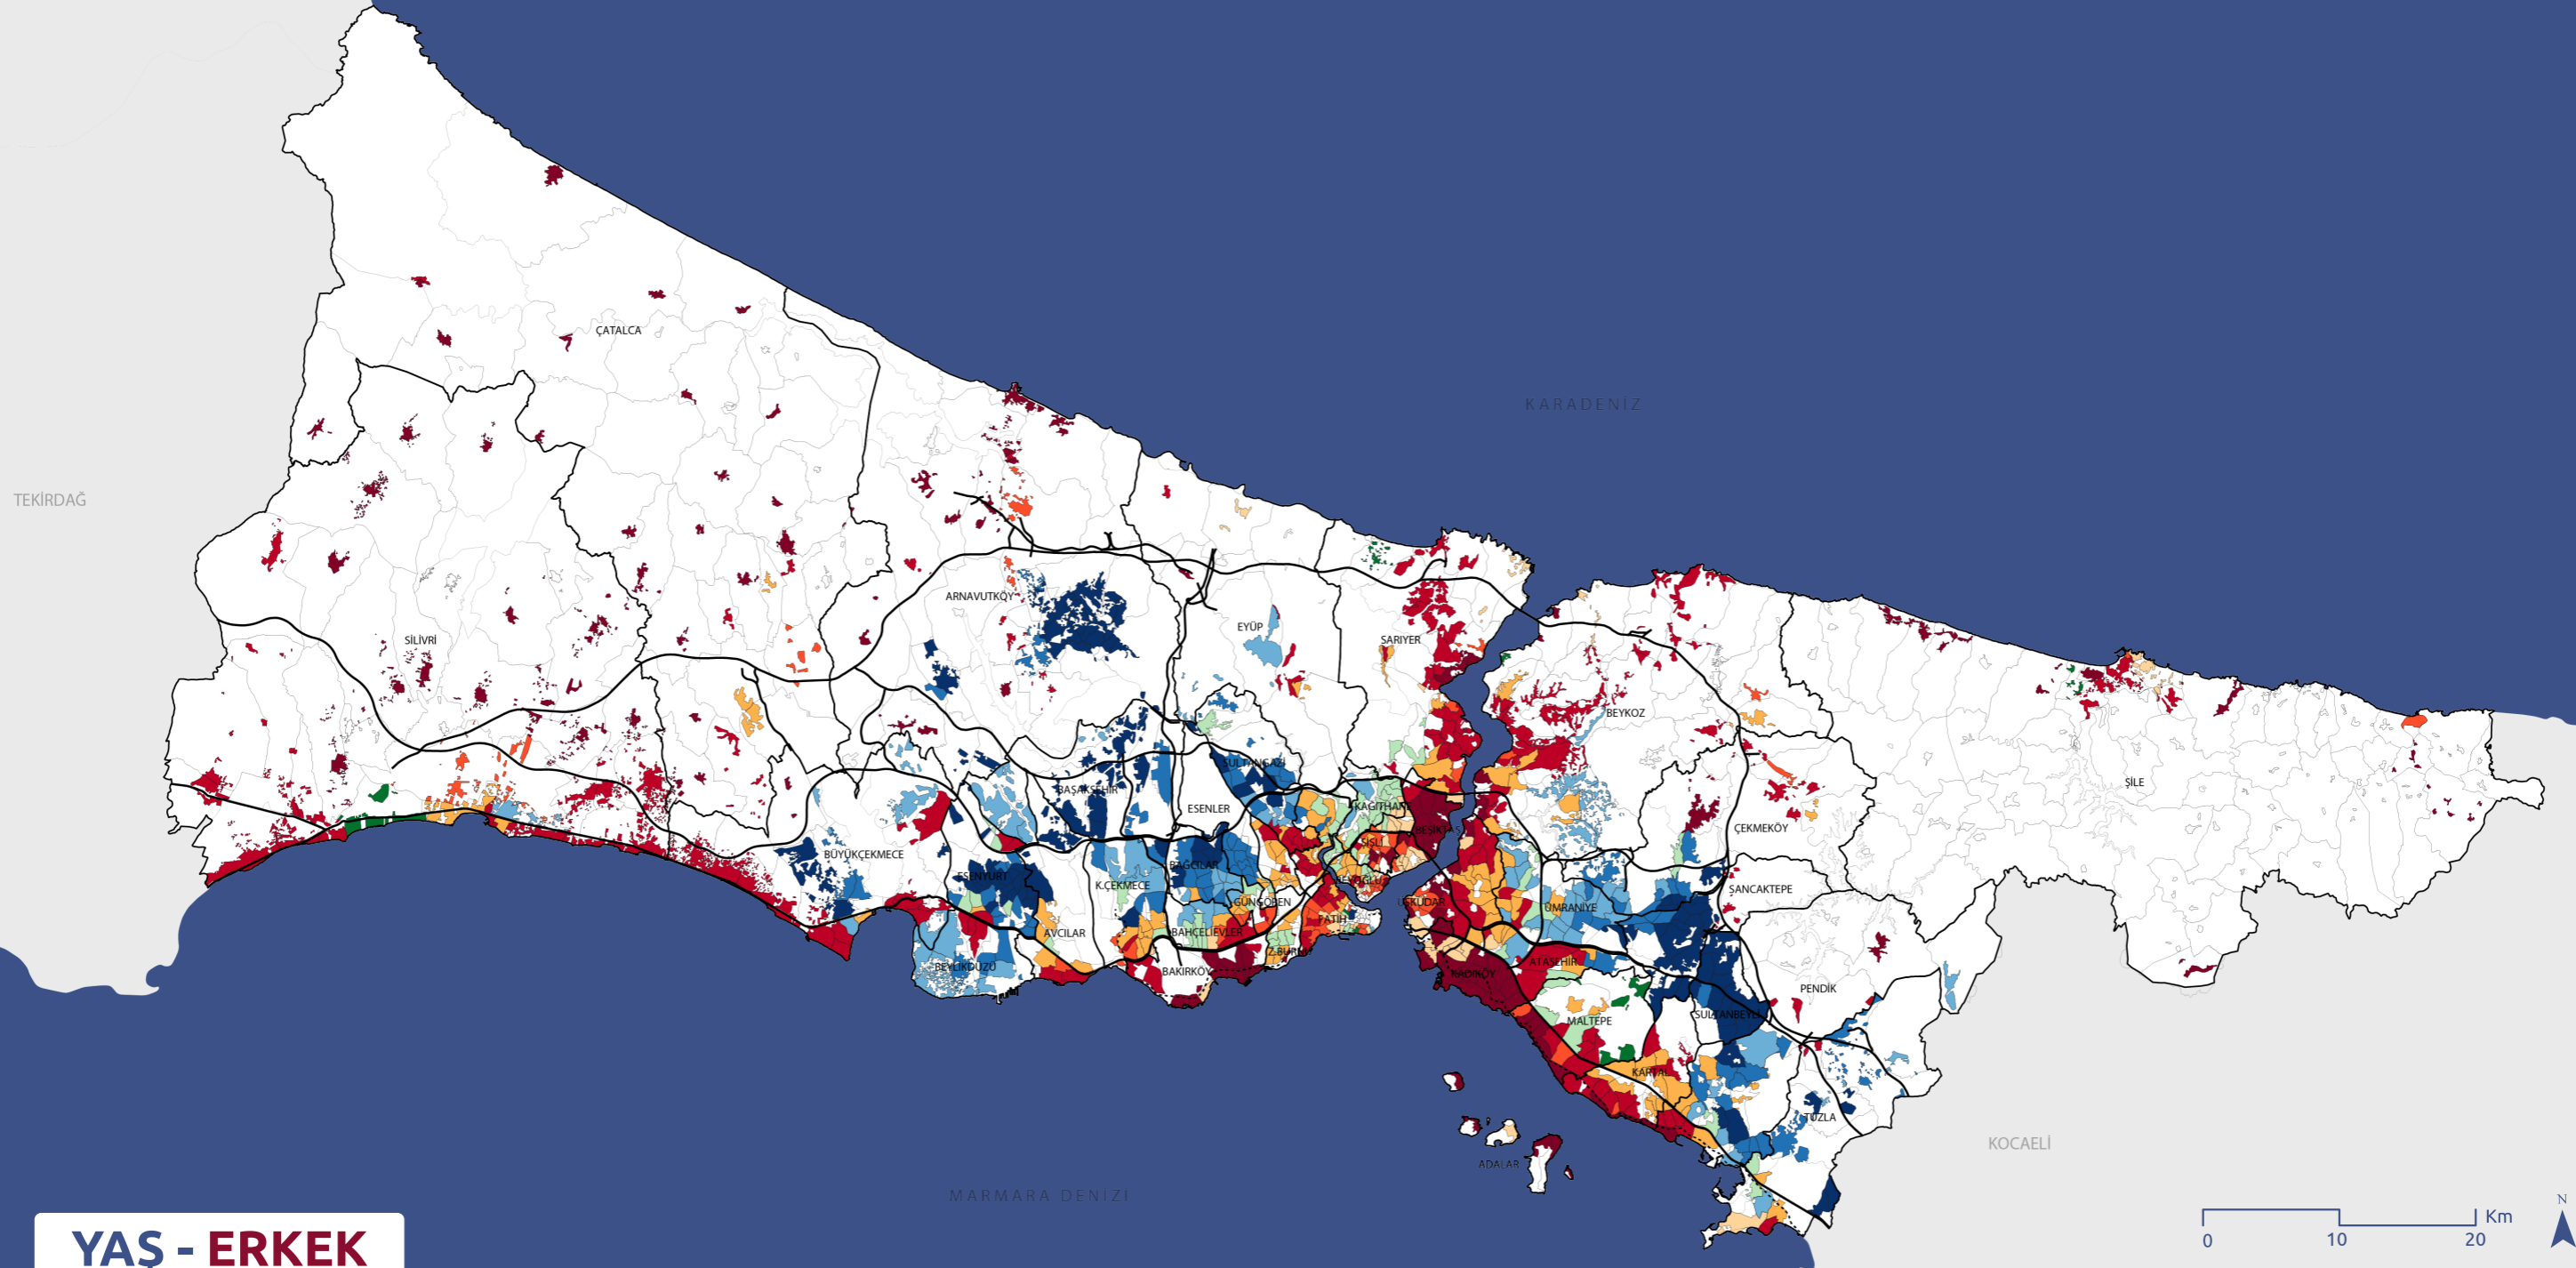 ÇATALCA
KARADENİZ
TEKİRDAĞ
ARNAVUTKÖY
EYÜP
SARIYER
SİLİVRİ
BEYKOZ
SULTANGAZİ
ŞİLE
BAŞAKŞEHİR
ESENLER
KAĞITHANE
BEŞİKTAŞ
ÇEKMEKÖY
ŞİŞLİ
BÜYÜKÇEKMECE
BAĞCILAR
ESENYURT
K.ÇEKMECE
BEYOĞLU
SANCAKTEPE
GÜNGÖREN
ÜSKÜDAR
ÜMRANİYE
FATİH
AVCILAR
BAHÇELİEVLER
Z.BURNU
BEYLİKDÜZÜ
BAKIRKÖY
KADIKÖY
ATAŞEHİR
PENDİK
MALTEPE
SULTANBEYLİ
KARTAL
TUZLA
KOCAELİ
ADALAR
MARMARA DENİZİ
YAŞ - ERKEK
N
Km
0 10 20